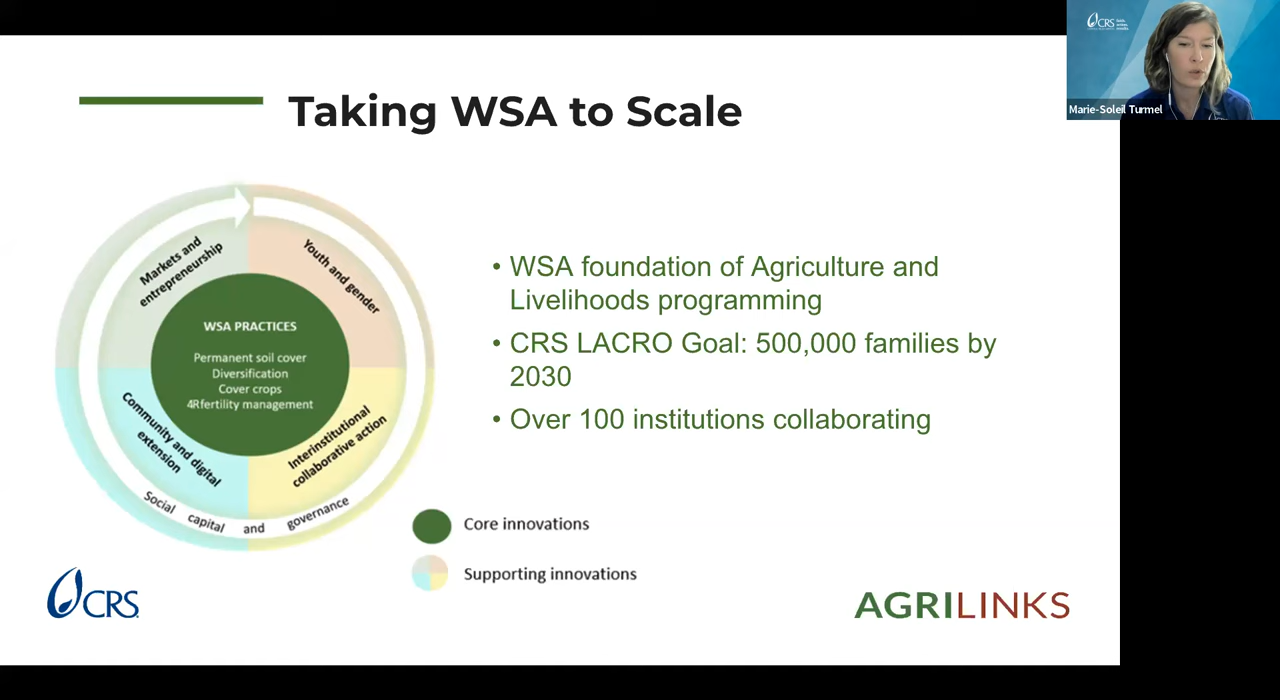 CRS
Marie-Soleil Turmel
Taking WSA to Scale
Markets and
entrepreneurship
Youth and gender
WSA PRACTICES
Permanent soil cover
Diversification
Cover crops
4Rfertility management
Community and digital
extension
Interinstitutional
collaborative action
Social capital and governance
• WSA foundation of Agriculture and
Livelihoods programming
• CRS LACRO Goal: 500,000 families by
2030
• Over 100 institutions collaborating
Core innovations
Supporting innovations
CRS
AGRILINKS